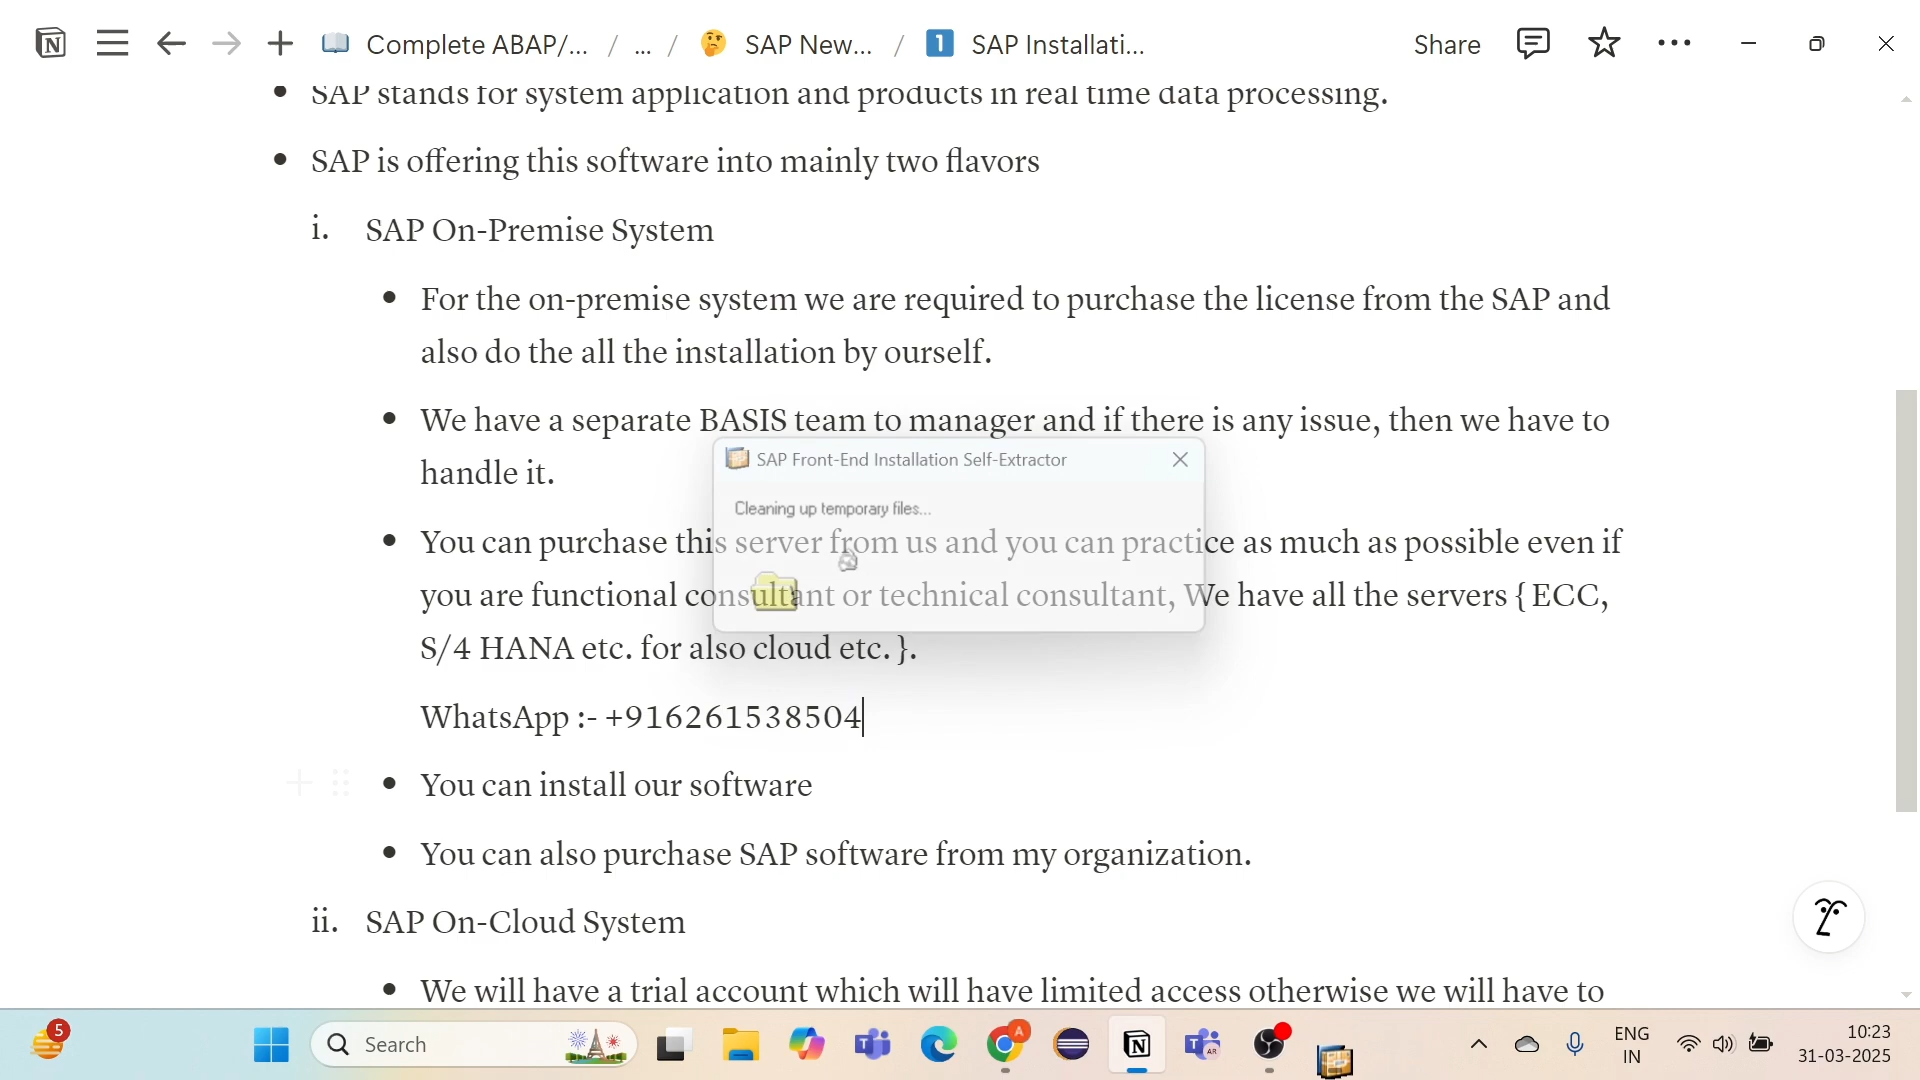 Complete ABAP/... / ... / SAP New... / 1 SAP Installati...
Share
SAP stands for system application and products in real time data processing.
SAP is offering this software into mainly two flavors
i. SAP On-Premise System
For the on-premise system we are required to purchase the license from the SAP and
also do the all the installation by ourself.
We have a separate BASIS team to manager and if there is any issue, then we have to
handle it.
SAP Front-End Installation Self-Extractor
Cleaning up temporary files...
You can purchase this server from us and you can practice as much as possible even if
you are functional consultant or technical consultant, We have all the servers { ECC,
S/4 HANA etc. for also cloud etc. }.
WhatsApp :- +916261538504
You can install our software
You can also purchase SAP software from my organization.
ii. SAP On-Cloud System
We will have a trial account which will have limited access otherwise we will have to
5
Search
A
AR
ENG
IN
10:23
31-03-2025